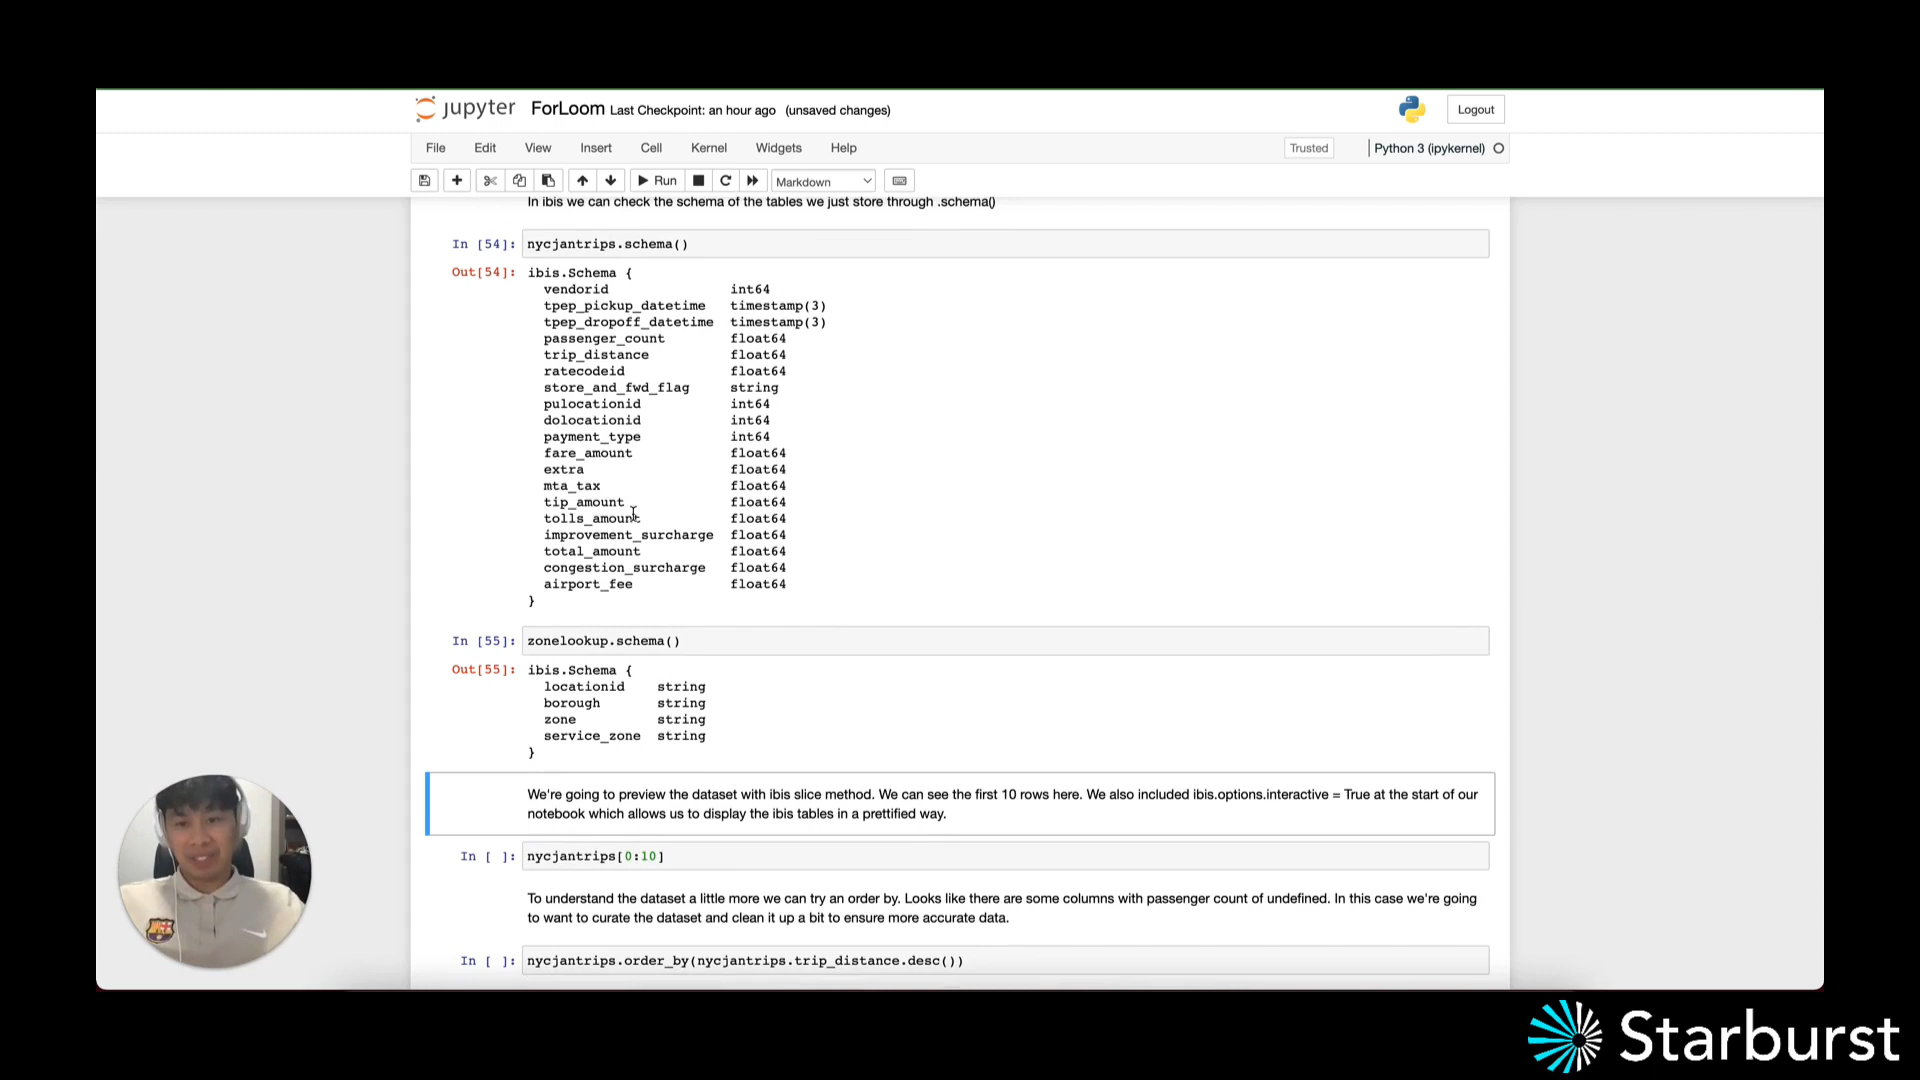 jupyter ForLoom Last Checkpoint: an hour ago (unsaved changes) Logout
File Edit View Insert Cell Kernel Widgets Help Trusted Python 3 (ipykernel)
Run Markdown
In ibis we can check the schema of the tables we just store through .schema()
In [54]: nycjantrips.schema()
Out[54]: ibis.Schema {
vendorid int64
tpep_pickup_datetime timestamp(3)
tpep_dropoff_datetime timestamp(3)
passenger_count float64
trip_distance float64
ratecodeid float64
store_and_fwd_flag string
pulocationid int64
dolocationid int64
payment_type int64
fare_amount float64
extra float64
mta_tax float64
tip_amount float64
tolls_amount float64
improvement_surcharge float64
total_amount float64
congestion_surcharge float64
airport_fee float64
}
In [55]: zonelookup.schema()
Out[55]: ibis.Schema {
locationid string
borough string
zone string
service_zone string
}
We're going to preview the dataset with ibis slice method. We can see the first 10 rows here. We also included ibis.options.interactive = True at the start of our
notebook which allows us to display the ibis tables in a prettified way.
In [ ]: nycjantrips[0:10]
To understand the dataset a little more we can try an order by. Looks like there are some columns with passenger count of undefined. In this case we're going
to want to curate the dataset and clean it up a bit to ensure more accurate data.
In [ ]: nycjantrips.order_by(nycjantrips.trip_distance.desc())
Starburst